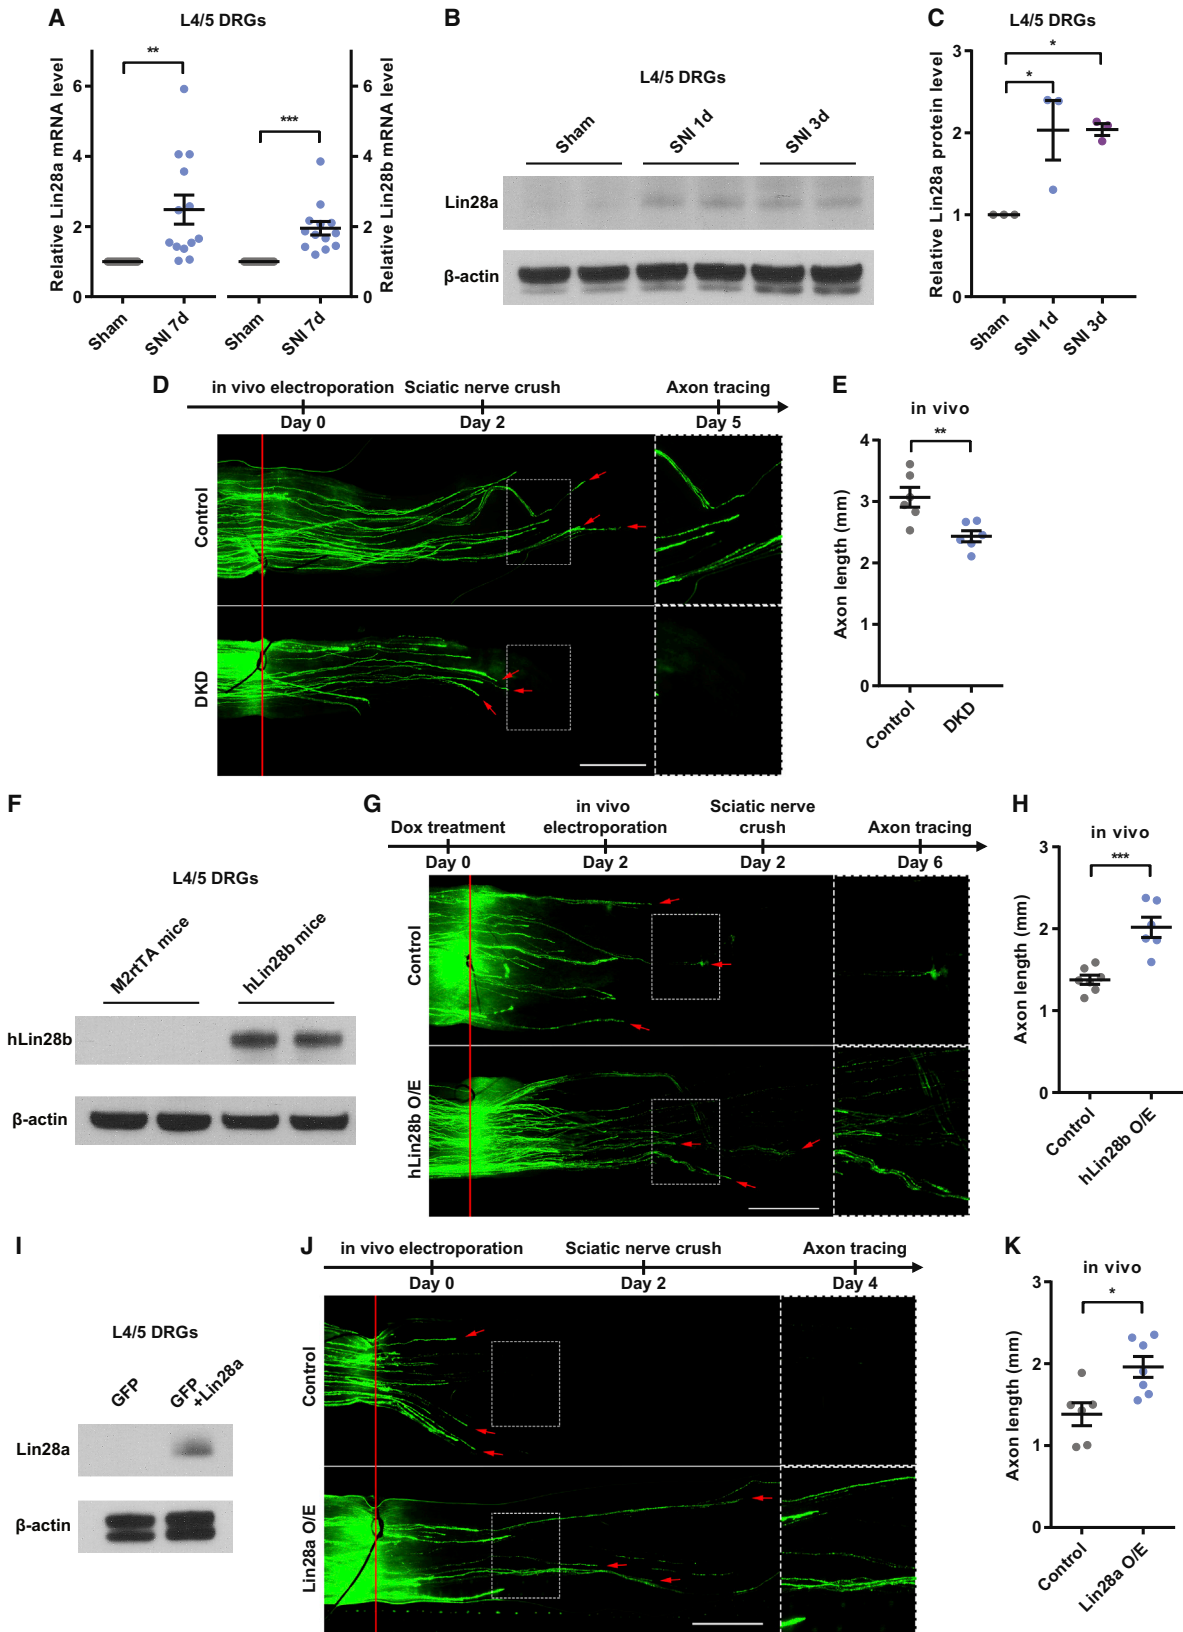 A
L4/5 DRGs
Relative Lin28a mRNA level
6
4
2
0
**
***
6
4
2
0
Relative Lin28b mRNA level
Sham
SNI 7d
Sham
SNI 7d
B
L4/5 DRGs
Sham
SNI 1d
SNI 3d
Lin28a
β-actin
C
L4/5 DRGs
Relative Lin28a protein level
3
2
1
0
*
*
Sham
SNI 1d
SNI 3d
D
in vivo electroporation
Sciatic nerve crush
Axon tracing
Day 0
Day 2
Day 5
Control
DKD
E
in vivo
**
Axon length (mm)
4
3
2
1
0
Control
DKD
F
L4/5 DRGs
M2rtTA mice
hLin28b mice
hLin28b
β-actin
G
Dox treatment
in vivo
electroporation
Sciatic nerve
crush
Axon tracing
Day 0
Day 2
Day 2
Day 6
Control
hLin28b O/E
H
in vivo
***
Axon length (mm)
3
2
1
0
Control
hLin28b O/E
I
L4/5 DRGs
GFP
GFP
+Lin28a
Lin28a
β-actin
J
in vivo electroporation
Sciatic nerve crush
Axon tracing
Day 0
Day 2
Day 4
Control
Lin28a O/E
K
in vivo
*
Axon length (mm)
3
2
1
0
Control
Lin28a O/E